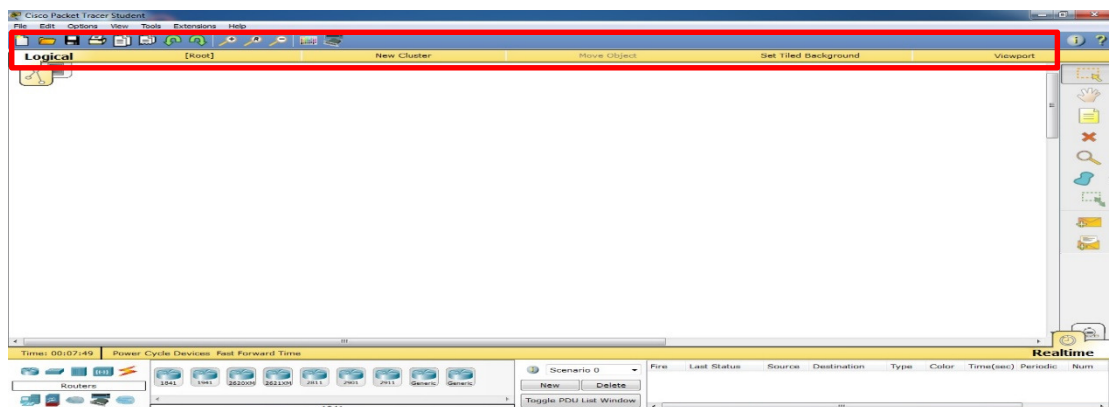 Cisco Packet Tracer Student
File Edit Options View Tools Extensions Help
Logical [Root] New Cluster Move Object Set Tiled Background Viewport
Time: 00:07:49 Power Cycle Devices Fast Forward Time Realtime
1841 1941 2620XM 2621XM 2811 2901 2911 Generic Generic
Routers
Scenario 0
New Delete
Toggle PDU List Window
Fire Last Status Source Destination Type Color Time(sec) Periodic Num